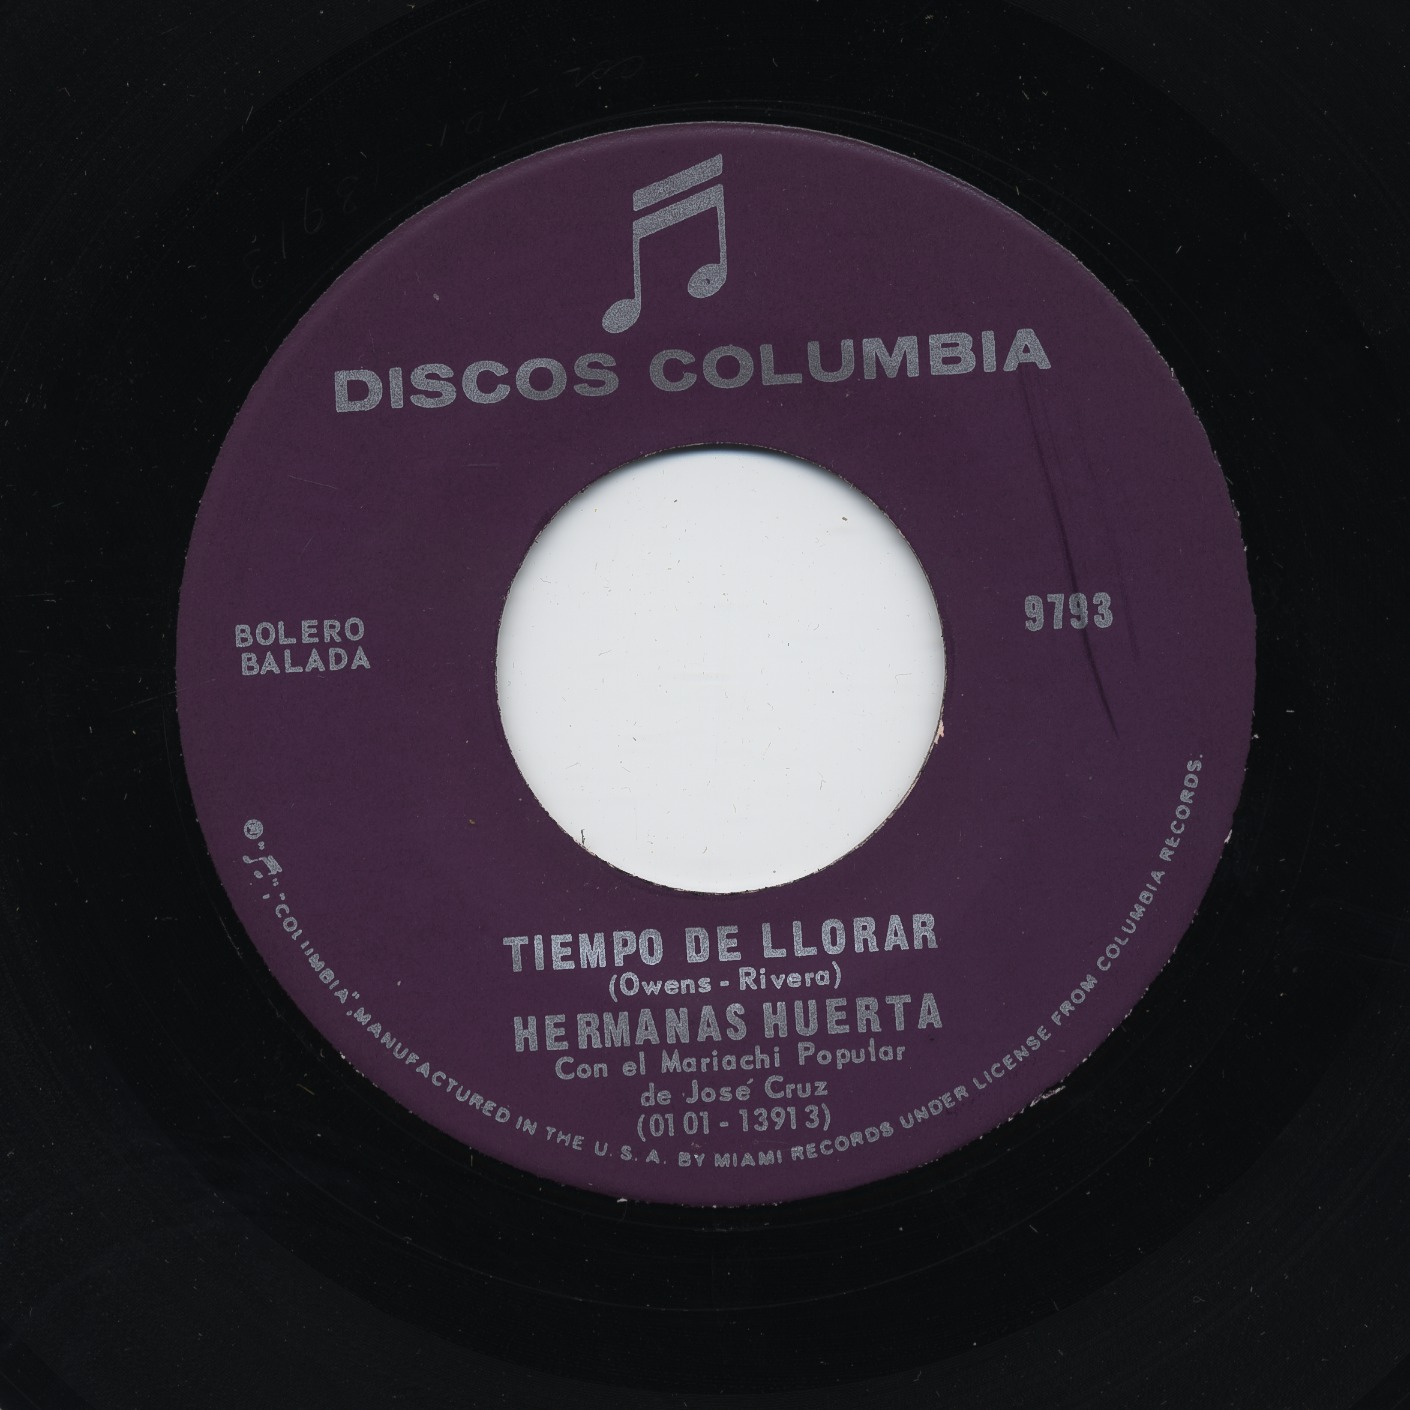 DISCOS COLUMBIA
BOLERO
BALADA
9793
TIEMPO DE LLORAR
(Owens - Rivera)
HERMANAS HUERTA
Con el Mariachi Popular
de José Cruz
(0101 - 13913)
"COLUMBIA", MANUFACTURED IN THE U.S.A. BY MIAMI RECORDS UNDER LICENSE FROM COLUMBIA RECORDS.